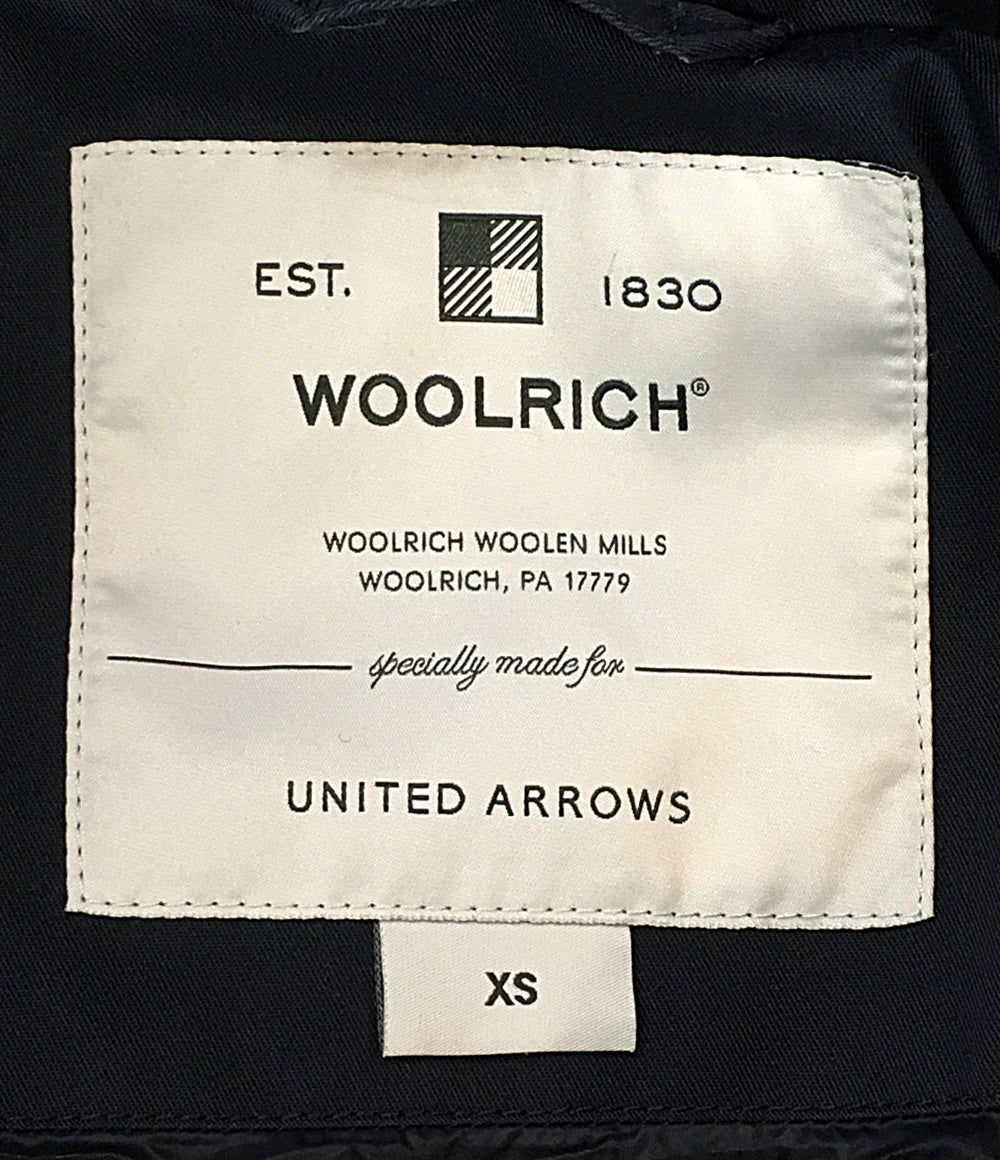 EST. 1830
WOOLRICH®
WOOLRICH WOOLEN MILLS
WOOLRICH, PA 17779
specially made for
UNITED ARROWS
XS